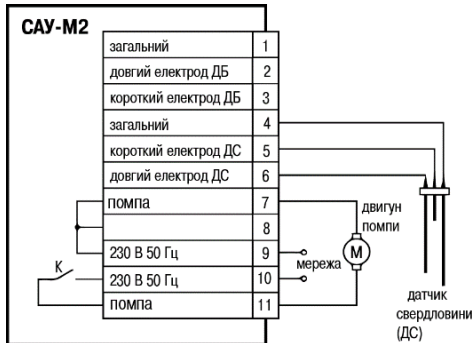 САУ-М2
загальний 1
довгий електрод ДБ 2
короткий електрод ДБ 3
загальний 4
короткий електрод ДС 5
довгий електрод ДС 6
помпа 7
8
230 В 50 Гц 9
К 230 В 50 Гц 10
помпа 11
двигун
помпи
М
мережа
датчик
свердловини
(ДС)